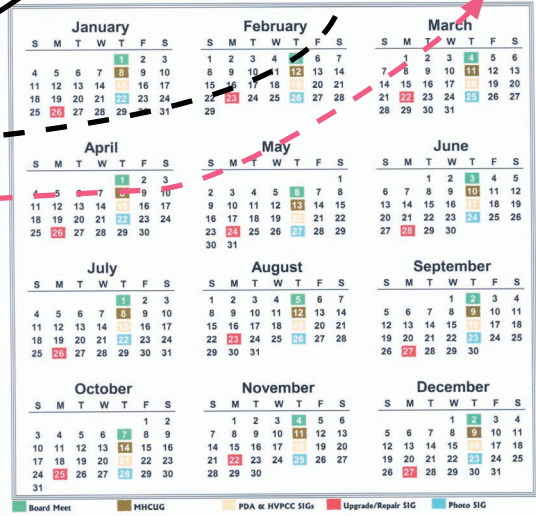 January
S M T W T F S
1 2 3
4 5 6 7 8 9 10
11 12 13 14 15 16 17
18 19 20 21 22 23 24
25 26 27 28 29 30 31
February
S M T W T F S
1 2 3 4 5 6 7
8 9 10 11 12 13 14
15 16 17 18 19 20 21
22 23 24 25 26 27 28
29
March
S M T W T F S
1 2 3 4 5 6
7 8 9 10 11 12 13
14 15 16 17 18 19 20
21 22 23 24 25 26 27
28 29 30 31
April
S M T W T F S
1 2 3
4 5 6 7 8 9 10
11 12 13 14 15 16 17
18 19 20 21 22 23 24
25 26 27 28 29 30
May
S M T W T F S
1
2 3 4 5 6 7 8
9 10 11 12 13 14 15
16 17 18 19 20 21 22
23 24 25 26 27 28 29
30 31
June
S M T W T F S
1 2 3 4 5
6 7 8 9 10 11 12
13 14 15 16 17 18 19
20 21 22 23 24 25 26
27 28 29 30
July
S M T W T F S
1 2 3
4 5 6 7 8 9 10
11 12 13 14 15 16 17
18 19 20 21 22 23 24
25 26 27 28 29 30 31
August
S M T W T F S
1 2 3 4 5 6 7
8 9 10 11 12 13 14
15 16 17 18 19 20 21
22 23 24 25 26 27 28
29 30 31
September
S M T W T F S
1 2 3 4
5 6 7 8 9 10 11
12 13 14 15 16 17 18
19 20 21 22 23 24 25
26 27 28 29 30
October
S M T W T F S
1 2
3 4 5 6 7 8 9
10 11 12 13 14 15 16
17 18 19 20 21 22 23
24 25 26 27 28 29 30
31
November
S M T W T F S
1 2 3 4 5 6
7 8 9 10 11 12 13
14 15 16 17 18 19 20
21 22 23 24 25 26 27
28 29 30
December
S M T W T F S
1 2 3 4
5 6 7 8 9 10 11
12 13 14 15 16 17 18
19 20 21 22 23 24 25
26 27 28 29 30 31
Board Meet MHCUG PDA & HVPCC SIGs Upgrade/Repair SIG Photo SIG